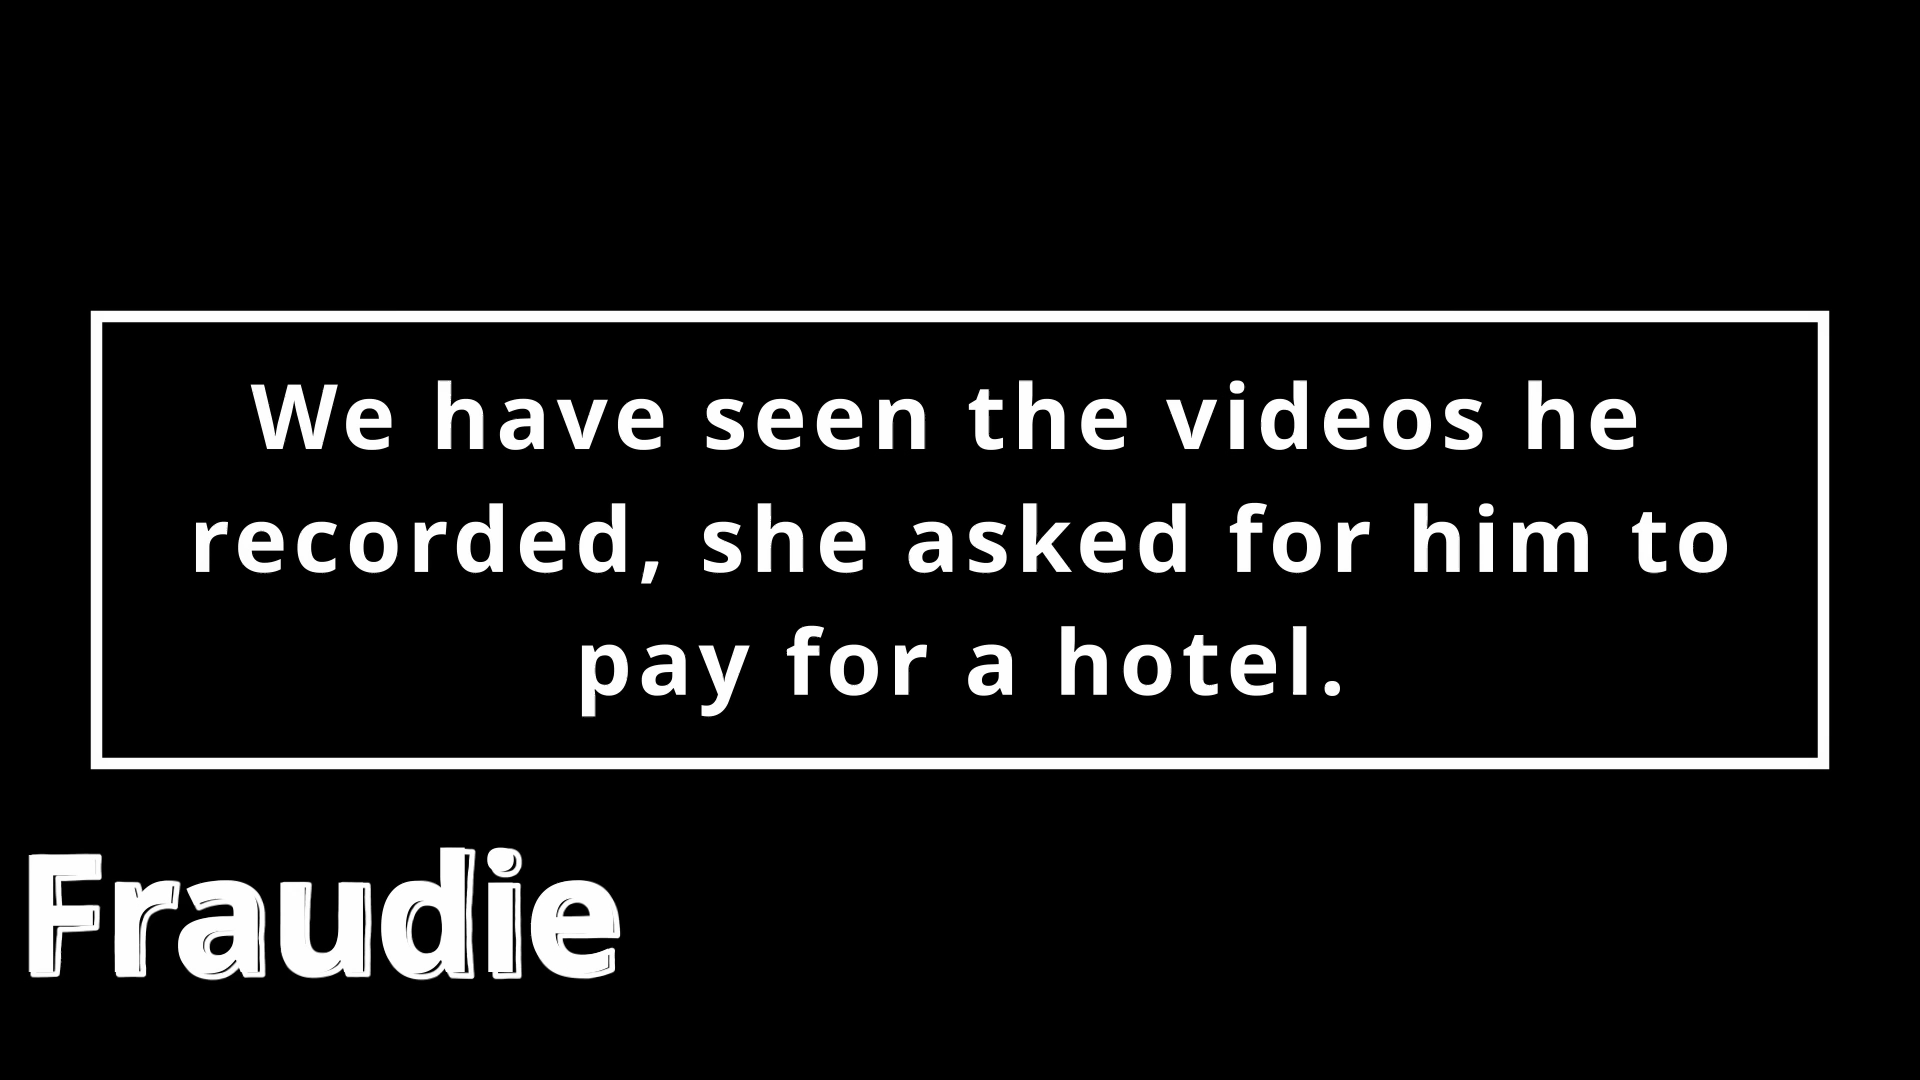 We have seen the videos he
recorded, she asked for him to
pay for a hotel.
Fraudie